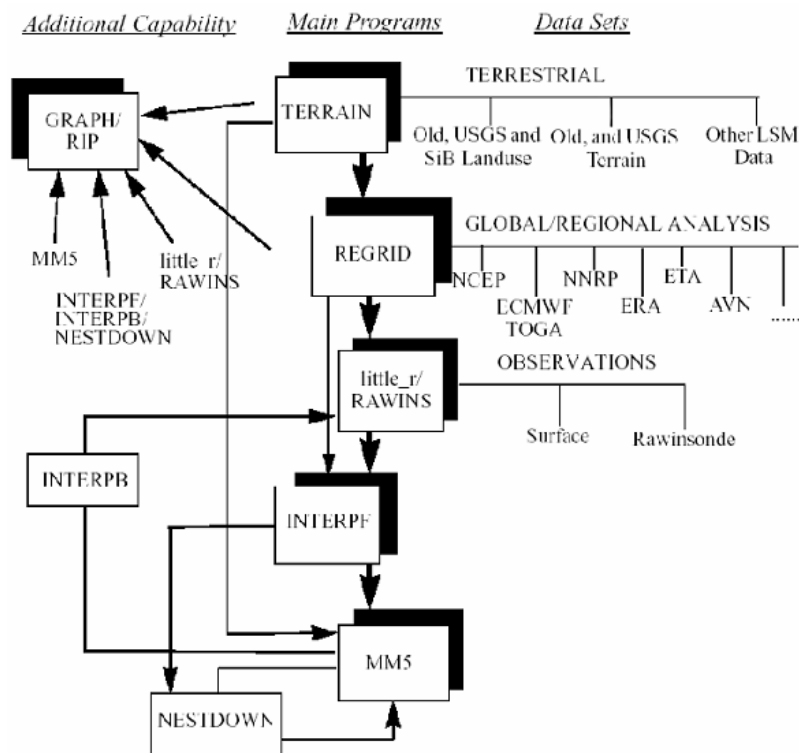 Additional Capability
Main Programs
Data Sets
TERRESTRIAL
GRAPH/
RIP
TERRAIN
Old, USGS and
SiB Landuse
Old, and USGS
Terrain
Other LSM
Data
MM5
little_r/
RAWINS
INTERPF/
INTERPB/
NESTDOWN
GLOBAL/REGIONAL ANALYSIS
REGRID
NCEP
ECMWF
TOGA
NNRP
ERA
ETA
AVN
......
OBSERVATIONS
little_r/
RAWINS
Surface
Rawinsonde
INTERPB
INTERPF
MM5
NESTDOWN